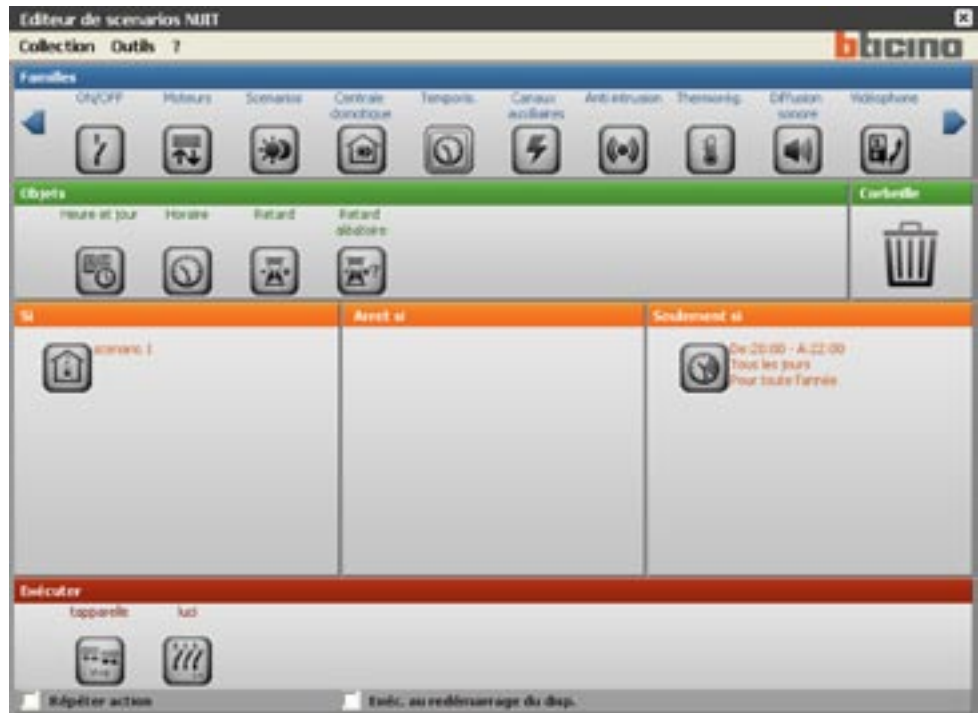 Editeur de scenarios NUIT
Collection Outils ?
bticino
Familles
ON/OFF Moteurs Scenarios Centrale domotique Temporis. Canaux auxiliaires Anti-intrusion Thermorég. Diffusion sonore Vidéophone
Objets Corbeille
Heure et jour Horaire Retard Retard aléatoire
Si Arret si Seulement si
scenario 1
De 20:00 - A 22:00
Tous les jours
Pour toute l'année
Exécuter
tapparelle luci
Répéter action Exéc. au redémarrage du disp.